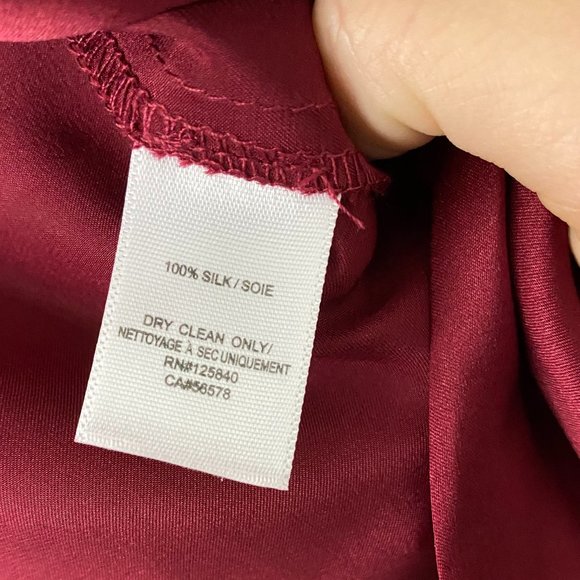 100% SILK / SOIE
DRY CLEAN ONLY/
NETTOYAGE À SEC UNIQUEMENT
RN#125840
CA#56578